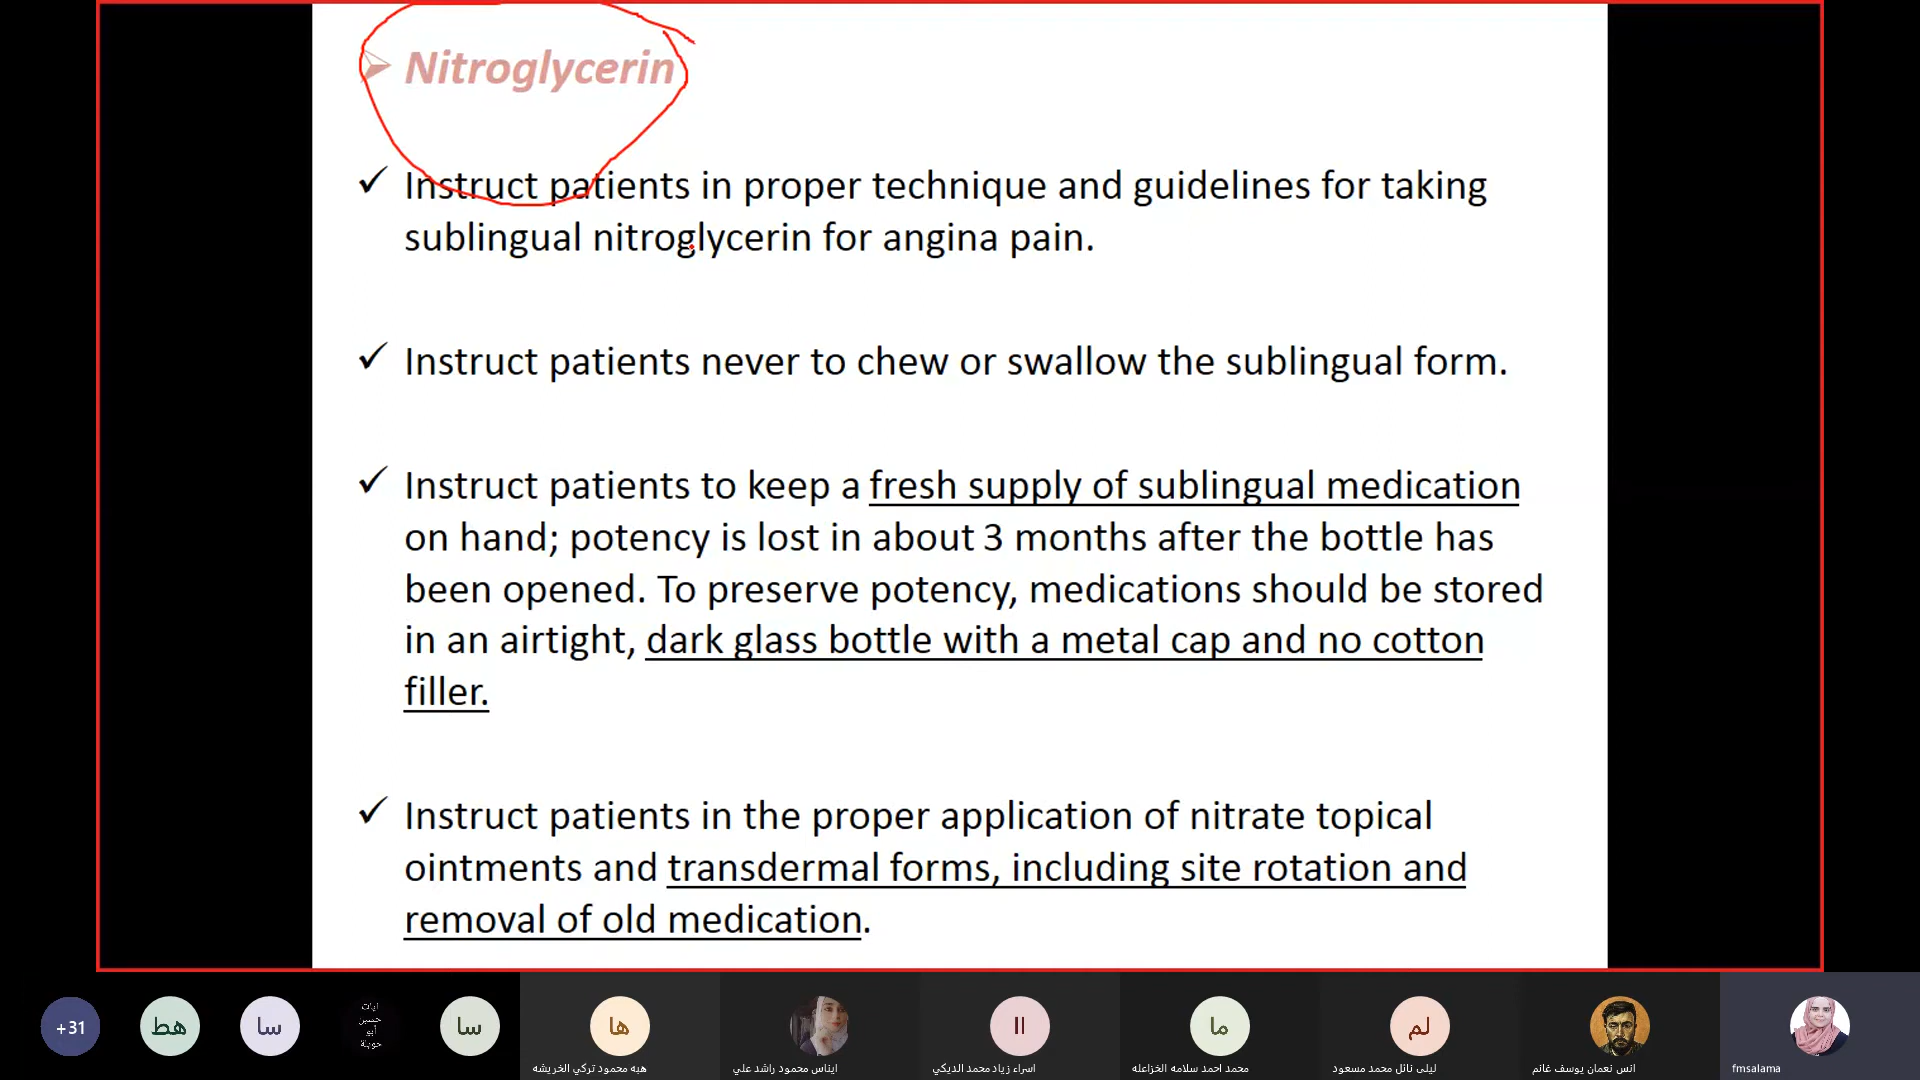 Nitroglycerin
Instruct patients in proper technique and guidelines for taking
sublingual nitroglycerin for angina pain.
Instruct patients never to chew or swallow the sublingual form.
Instruct patients to keep a fresh supply of sublingual medication
on hand; potency is lost in about 3 months after the bottle has
been opened. To preserve potency, medications should be stored
in an airtight, dark glass bottle with a metal cap and no cotton
filler.
Instruct patients in the proper application of nitrate topical
ointments and transdermal forms, including site rotation and
removal of old medication.
+31
هط
سا
ايات
حسين
أبو
حويلة
سا
ها
اا
ما
لم
هبه محمود تركي الخريشه
ايناس محمود راشد علي
اسراء زياد محمد الديكي
محمد احمد سلامه الخزاعله
ليلى نائل محمد مسعود
انس نعمان يوسف غانم
fmsalama